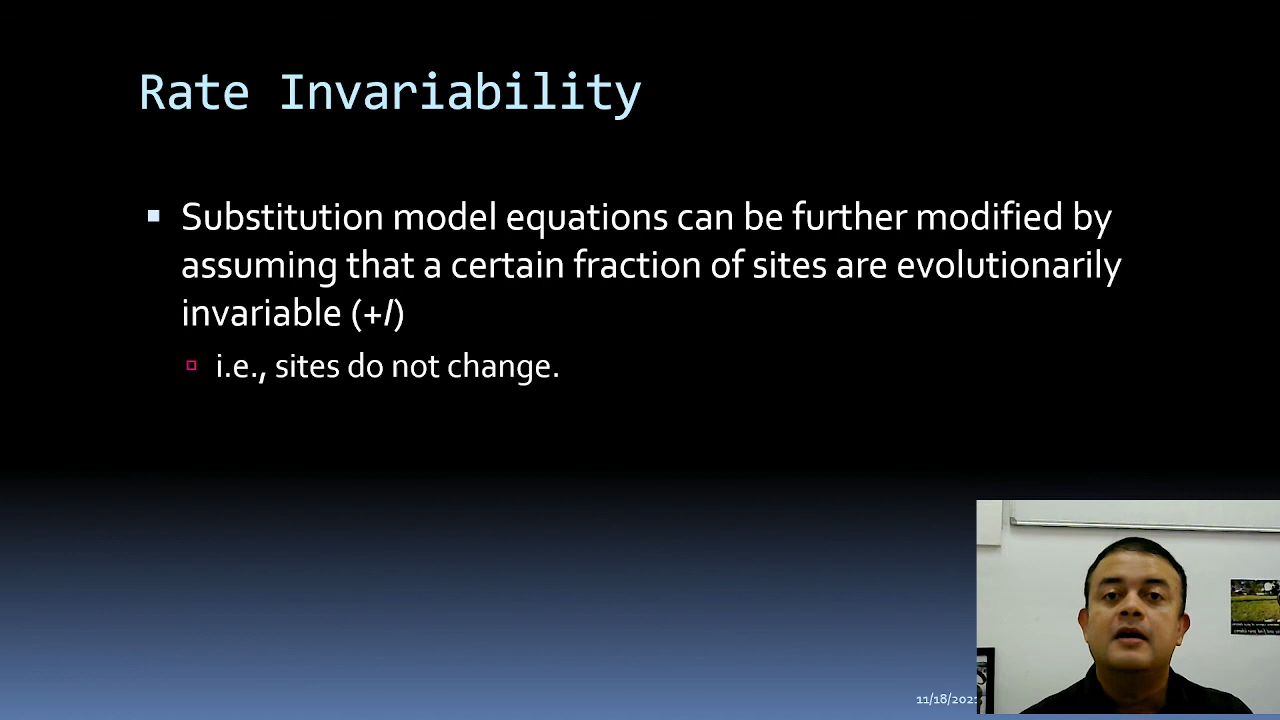 Rate Invariability
▪ Substitution model equations can be further modified by
assuming that a certain fraction of sites are evolutionarily
invariable (+I)
▫ i.e., sites do not change.